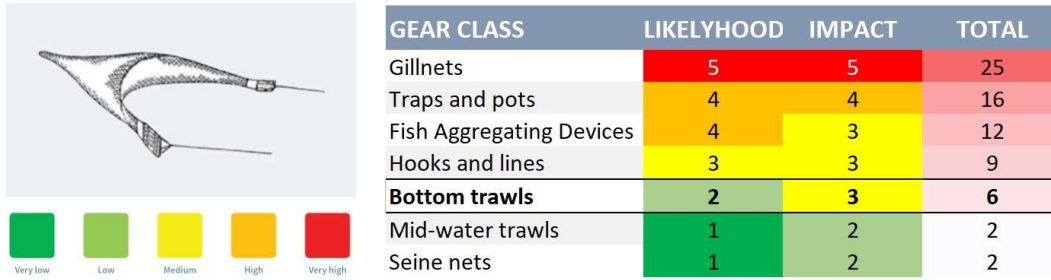 GEAR CLASS LIKELYHOOD IMPACT TOTAL
Gillnets 5 5 25
Traps and pots 4 4 16
Fish Aggregating Devices 4 3 12
Hooks and lines 3 3 9
Bottom trawls 2 3 6
Mid-water trawls 1 2 2
Seine nets 1 2 2
Very low Low Medium High Very high